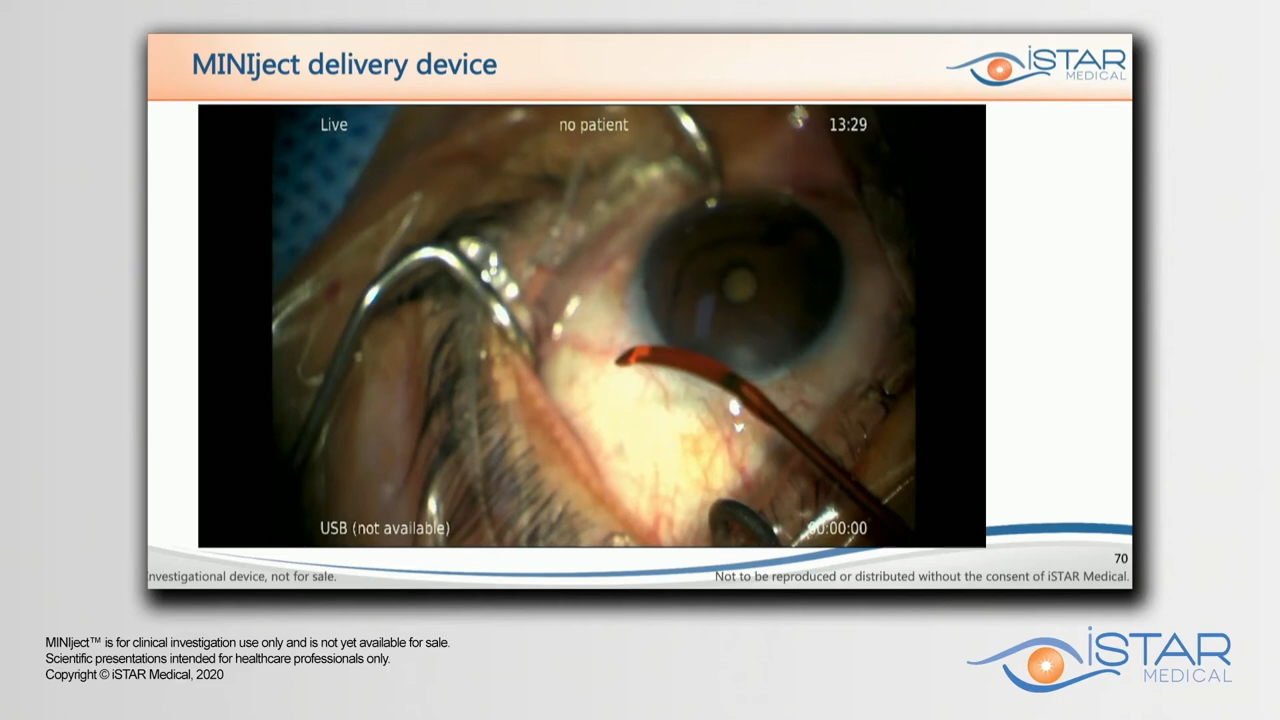 MINIject delivery device
iSTAR
MEDICAL
Live
no patient
13:29
USB (not available)
00:00:00
70
nvestigational device, not for sale.
Not to be reproduced or distributed without the consent of iSTAR Medical.
MINIject™ is for clinical investigation use only and is not yet available for sale.
Scientific presentations intended for healthcare professionals only.
Copyright © iSTAR Medical, 2020
iSTAR
MEDICAL